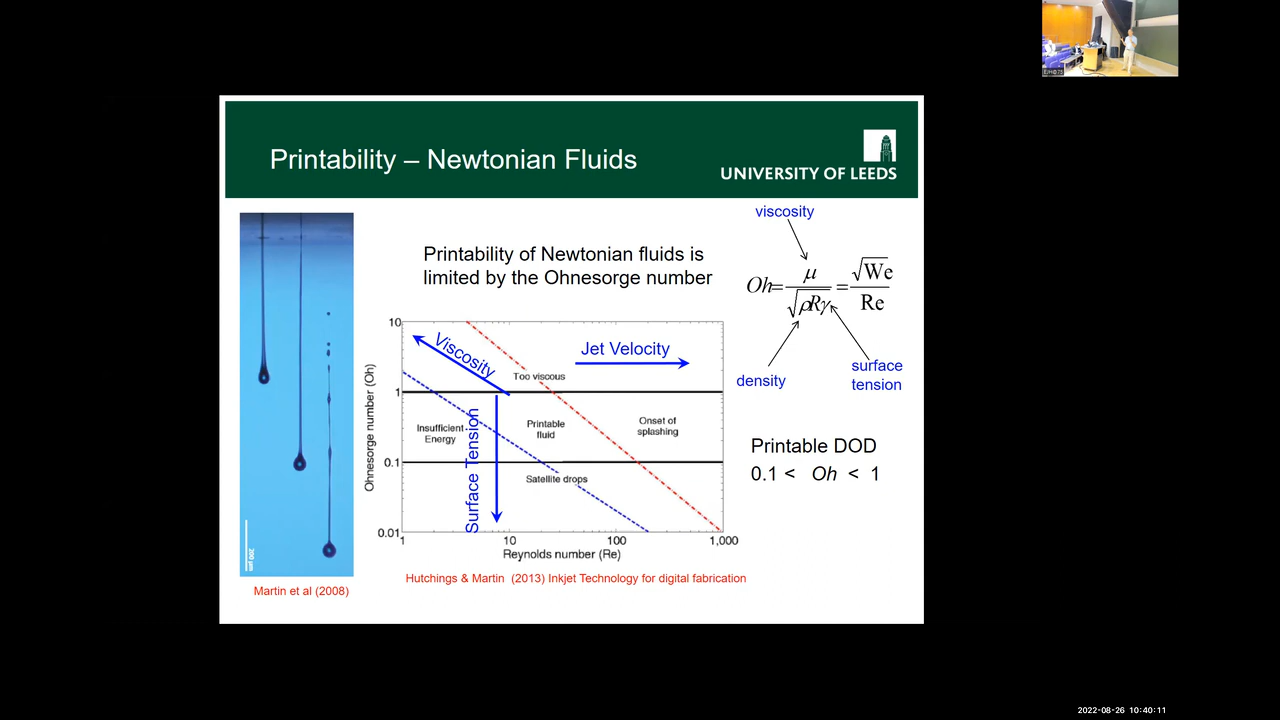 Printability – Newtonian Fluids
UNIVERSITY OF LEEDS
viscosity
Printability of Newtonian fluids is
limited by the Ohnesorge number
Oh= μ / √ρRγ = √We / Re
density
surface
tension
10
1
0.1
0.01
Ohnesorge number (Oh)
Viscosity
Jet Velocity
Too viscous
Insufficient
Energy
Surface Tension
Printable
fluid
Onset of
splashing
Satellite drops
1
10
100
1,000
Reynolds number (Re)
Printable DOD
0.1 < Oh < 1
200 μm
Martin et al (2008)
Hutchings & Martin (2013) Inkjet Technology for digital fabrication
2022-08-26 10:40:11